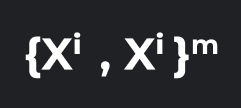 {Xⁱ , Xⁱ }ᵐ